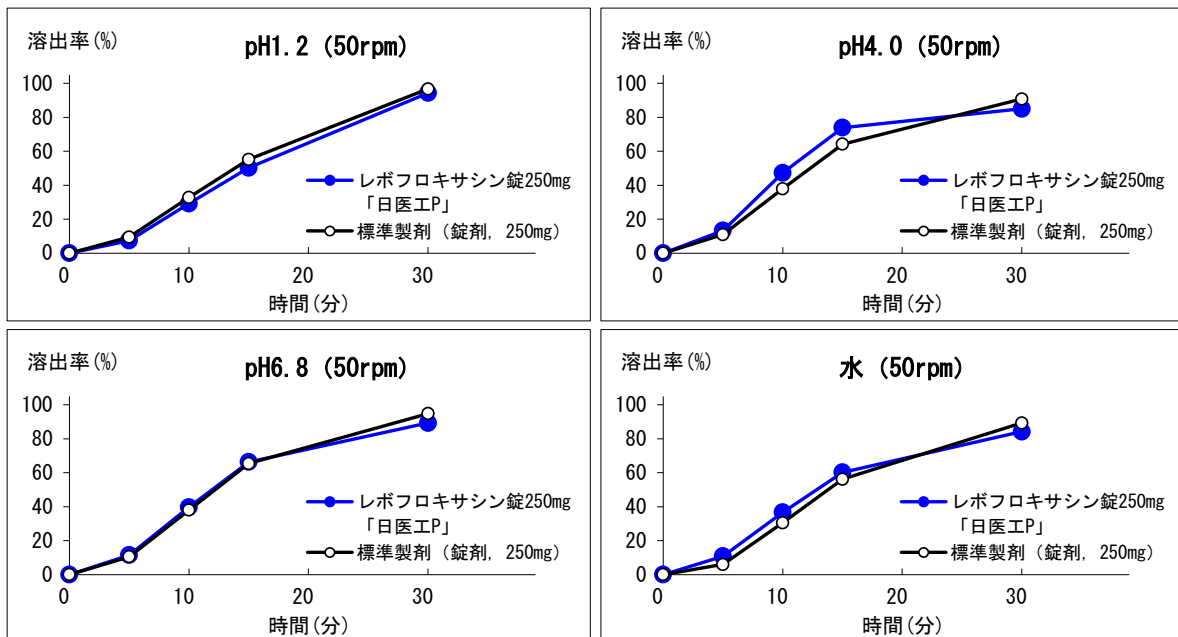 溶出率(%)
pH1.2 (50rpm)
100
80
60
40
20
0
0
10
20
30
時間(分)
レボフロキサシン錠250mg
「日医工P」
標準製剤（錠剤, 250mg）
溶出率(%)
pH4.0 (50rpm)
100
80
60
40
20
0
0
10
20
30
時間(分)
レボフロキサシン錠250mg
「日医工P」
標準製剤（錠剤, 250mg）
溶出率(%)
pH6.8 (50rpm)
100
80
60
40
20
0
0
10
20
30
時間(分)
レボフロキサシン錠250mg
「日医工P」
標準製剤（錠剤, 250mg）
溶出率(%)
水 (50rpm)
100
80
60
40
20
0
0
10
20
30
時間(分)
レボフロキサシン錠250mg
「日医工P」
標準製剤（錠剤, 250mg）